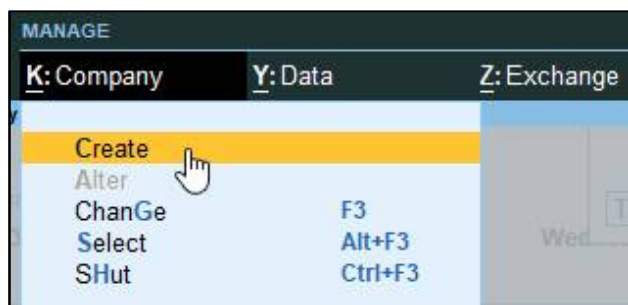 MANAGE
K: Company Y: Data Z: Exchange
Create
Alter
ChanGe F3
Select Alt+F3
SHut Ctrl+F3
Wed